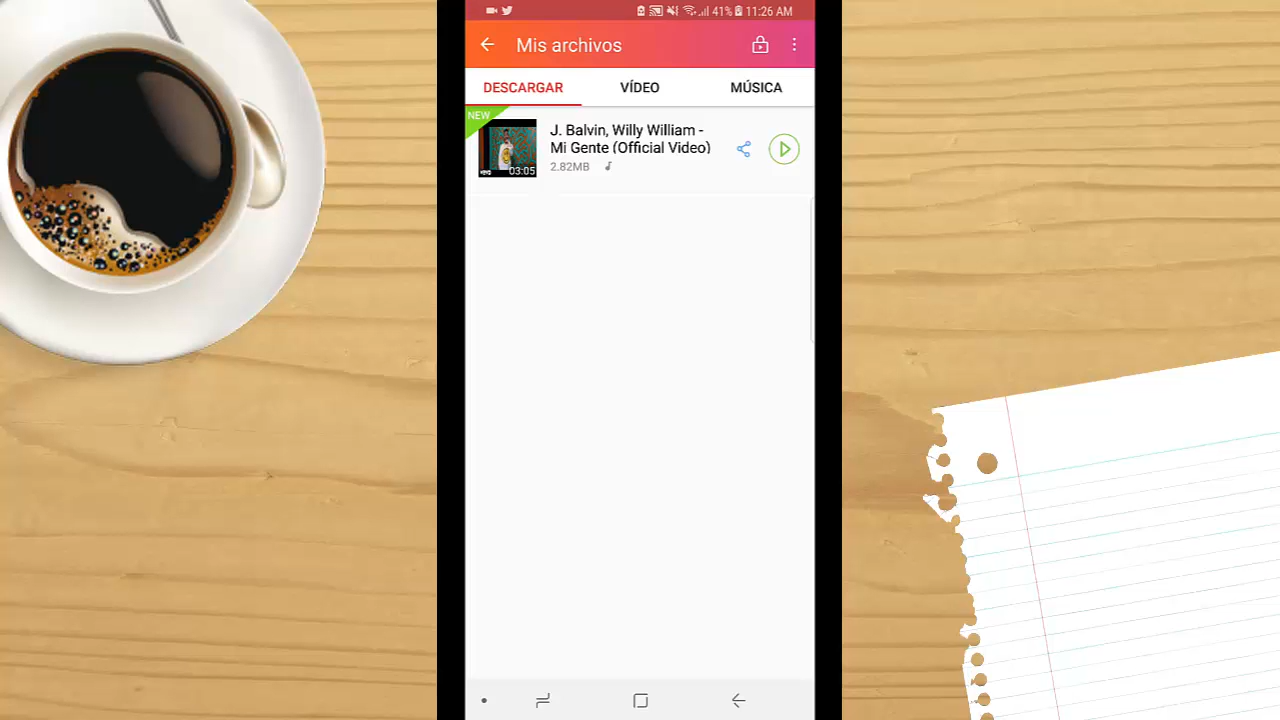 41% 11:26 AM
Mis archivos
DESCARGAR VÍDEO MÚSICA
NEW
J. Balvin, Willy William -
Mi Gente (Official Video)
03:05
2.82MB